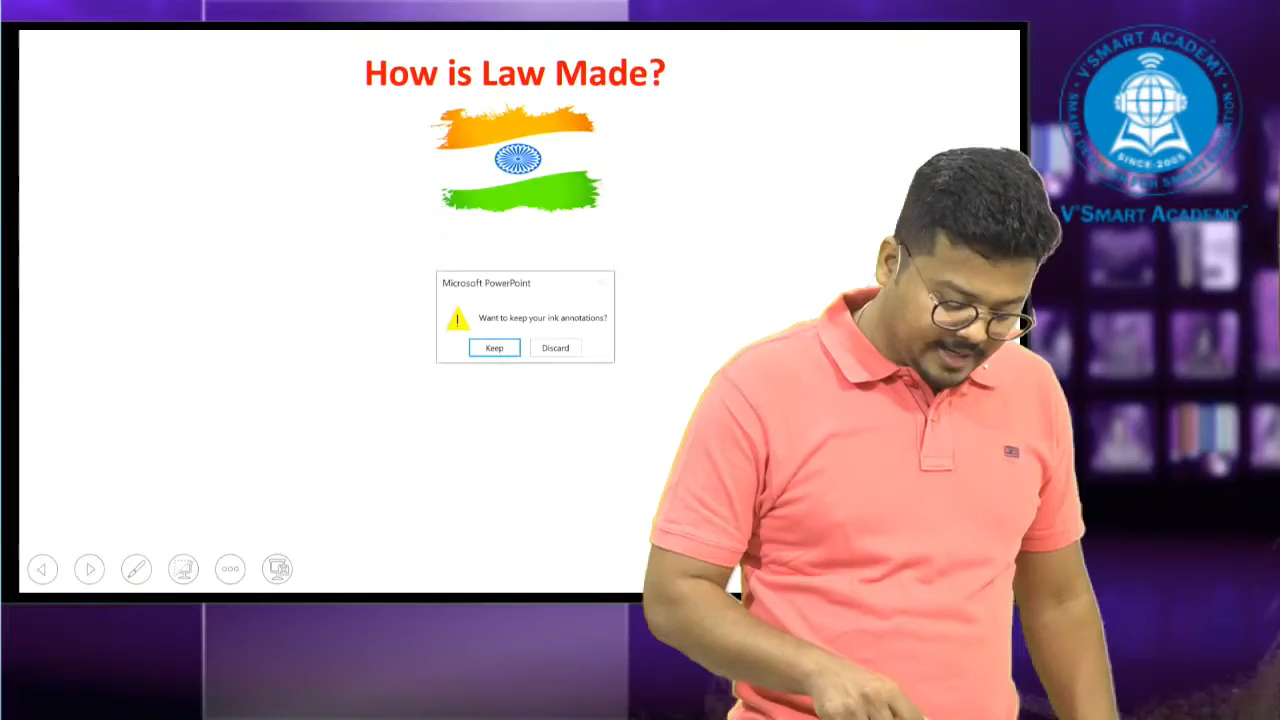 How is Law Made?
Microsoft PowerPoint
Want to keep your ink annotations?
Keep
Discard
V'SMART ACADEMY
SINCE-2005
V'SMART ACADEMY